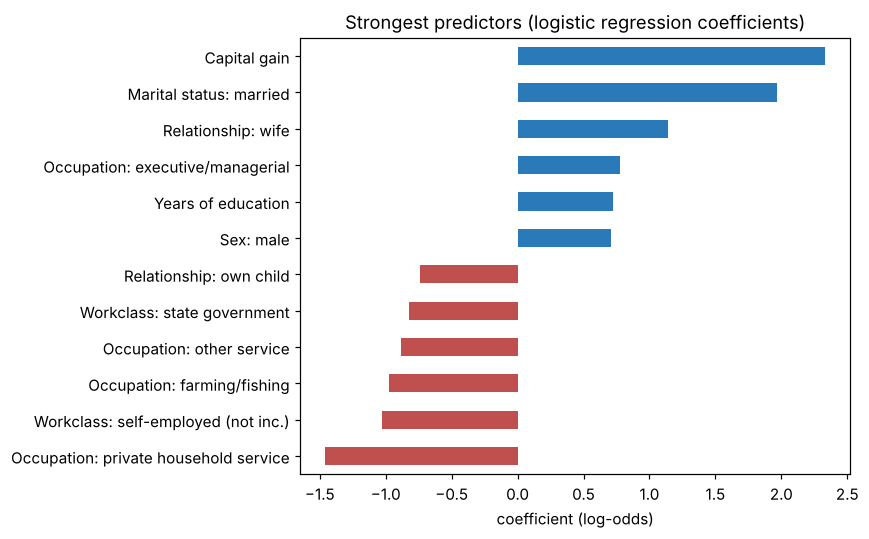 Strongest predictors (logistic regression coefficients)
Capital gain
Marital status: married
Relationship: wife
Occupation: executive/managerial
Years of education
Sex: male
Relationship: own child
Workclass: state government
Occupation: other service
Occupation: farming/fishing
Workclass: self-employed (not inc.)
Occupation: private household service
−1.5 −1.0 −0.5 0.0 0.5 1.0 1.5 2.0 2.5
coefficient (log-odds)